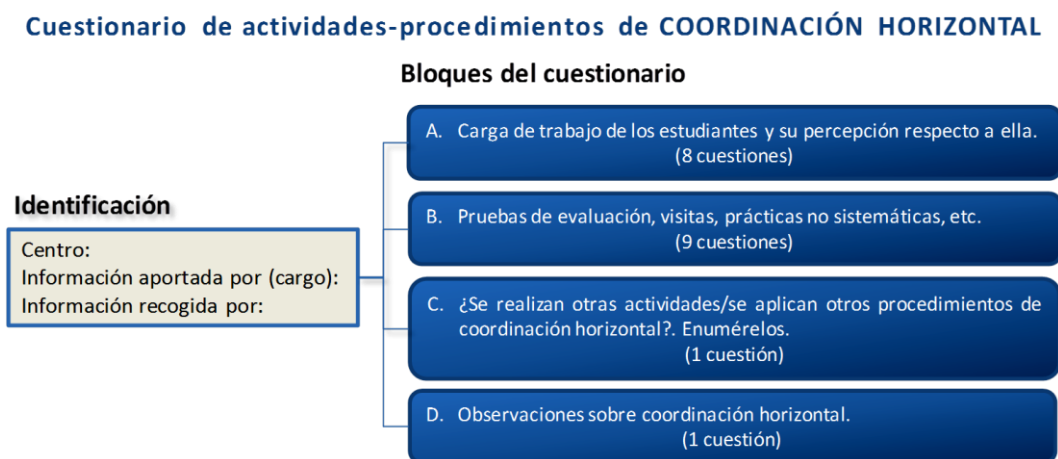 Cuestionario de actividades-procedimientos de COORDINACIÓN HORIZONTAL
Bloques del cuestionario
Identificación
Centro:
Información aportada por (cargo):
Información recogida por:
A. Carga de trabajo de los estudiantes y su percepción respecto a ella.
(8 cuestiones)
B. Pruebas de evaluación, visitas, prácticas no sistemáticas, etc.
(9 cuestiones)
C. ¿Se realizan otras actividades/se aplican otros procedimientos de
coordinación horizontal?. Enumérelos.
(1 cuestión)
D. Observaciones sobre coordinación horizontal.
(1 cuestión)